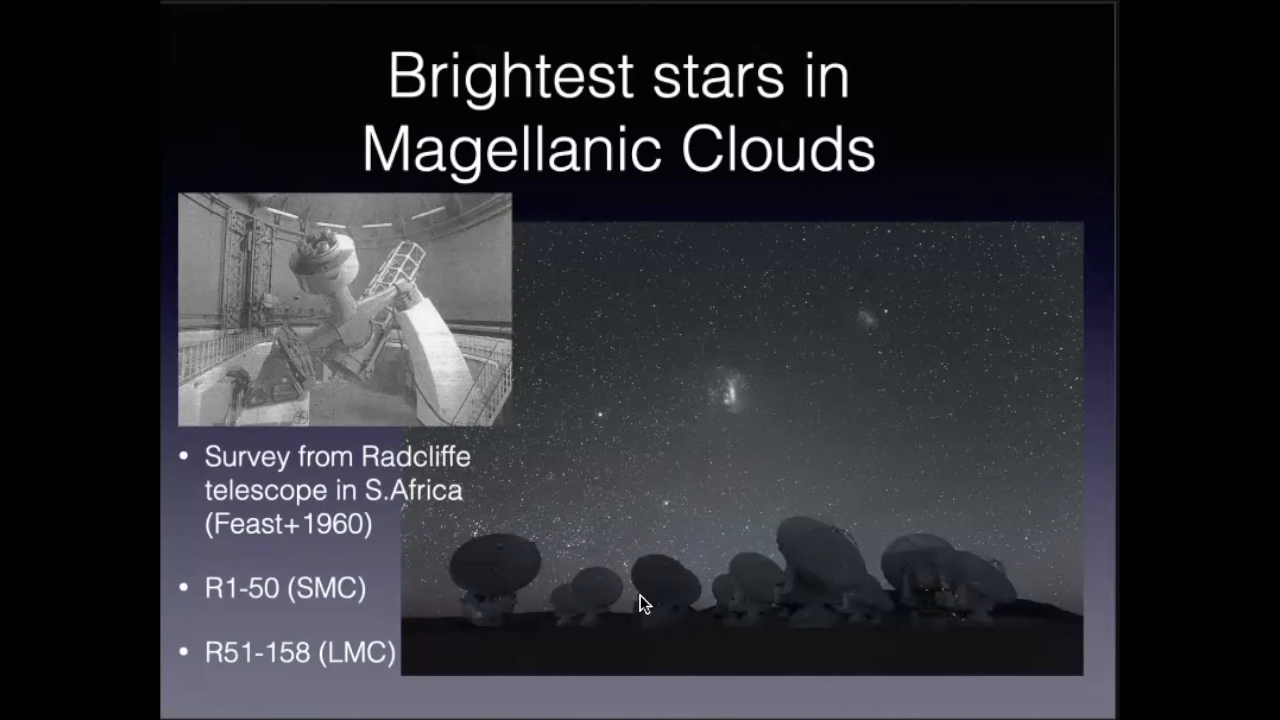 Brightest stars in
Magellanic Clouds
• Survey from Radcliffe
telescope in S.Africa
(Feast+1960)
• R1-50 (SMC)
• R51-158 (LMC)